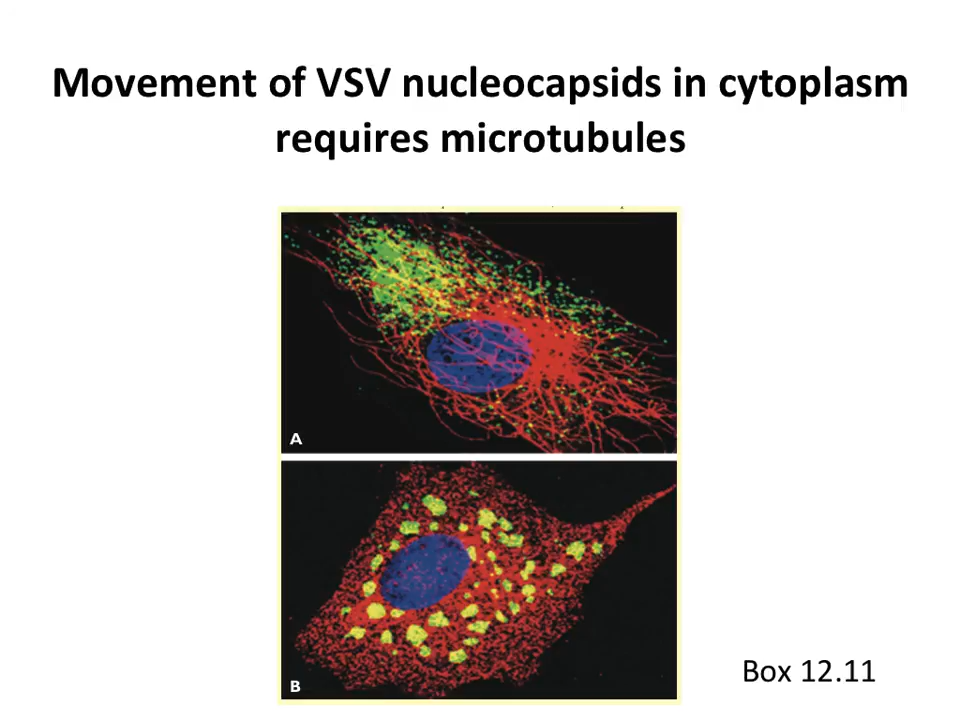 Movement of VSV nucleocapsids in cytoplasm
requires microtubules
A
B
Box 12.11